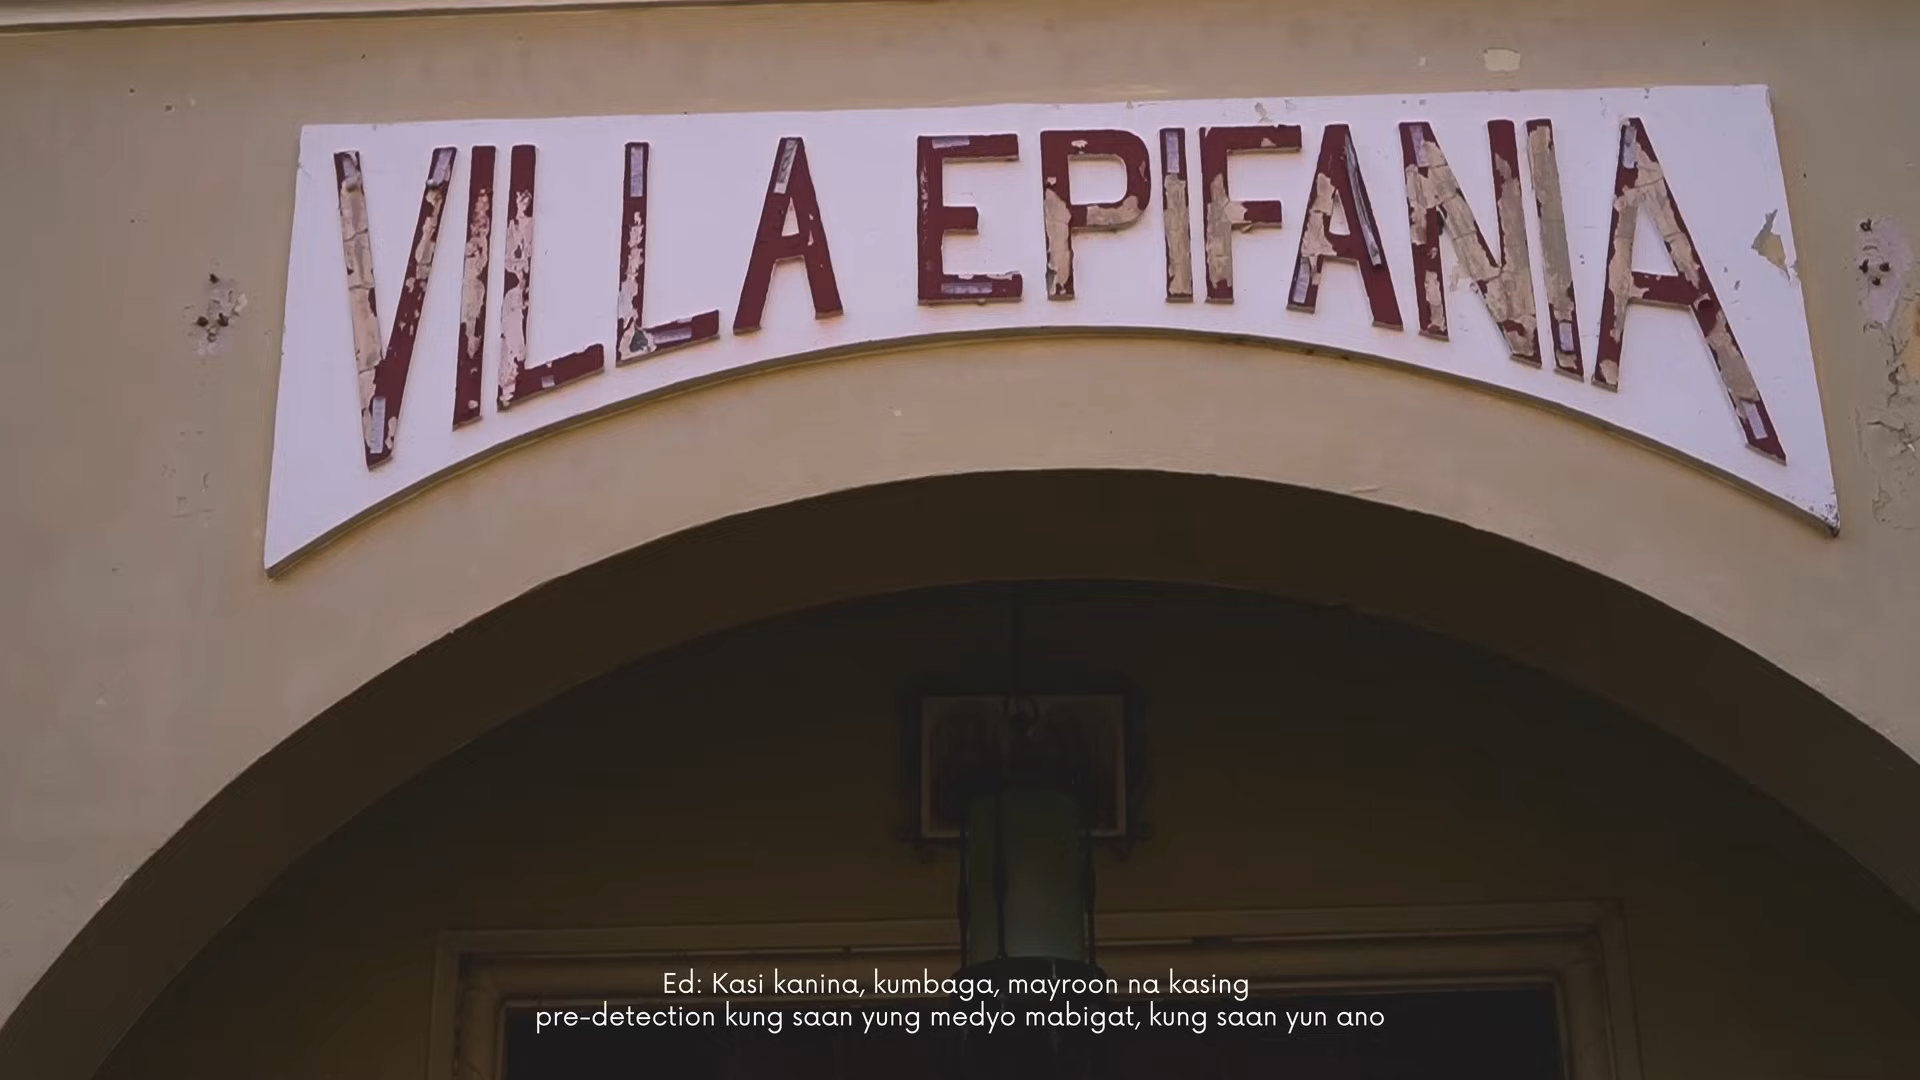 VILLA EPIFANIA
Ed: Kasi kanina, kumbaga, mayroon na kasing
pre-detection kung saan yung medyo mabigat, kung saan yun ano